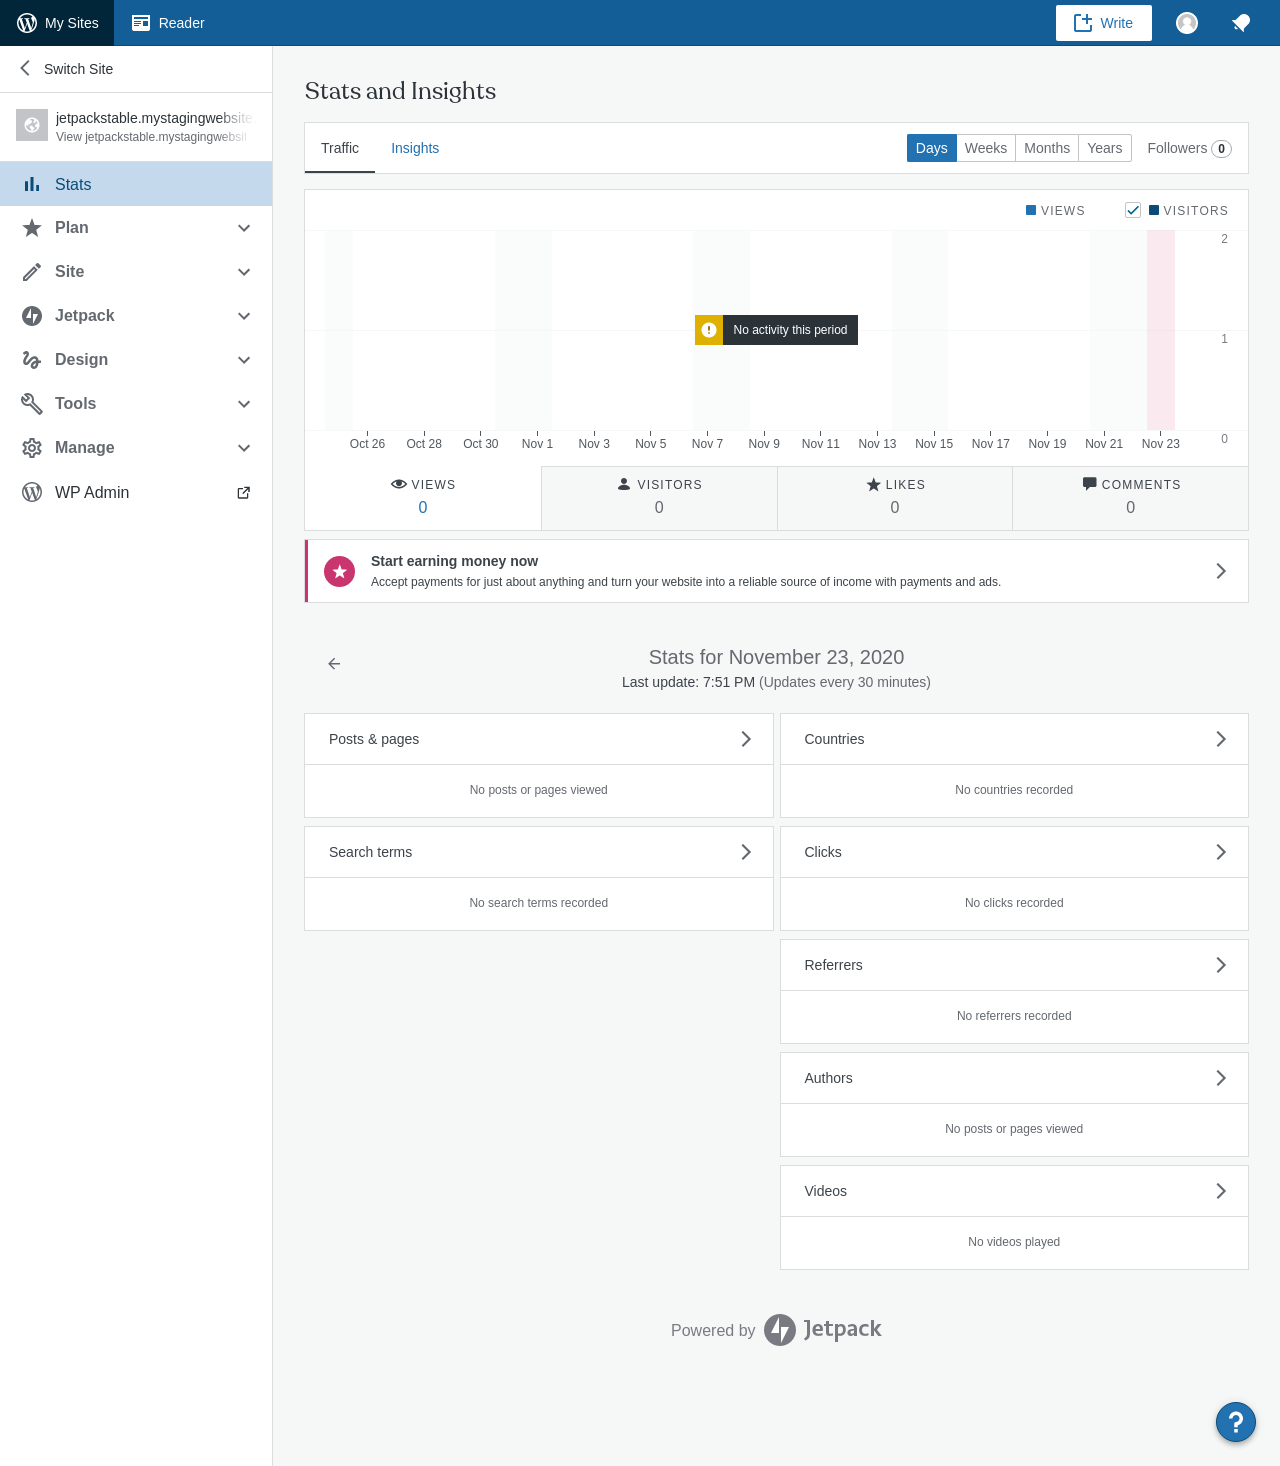 My Sites
Reader
Write
Switch Site
jetpackstable.mystagingwebsite
View jetpackstable.mystagingwebsit
Stats
Plan
Site
Jetpack
Design
Tools
Manage
WP Admin
Stats and Insights
Traffic
Insights
Days
Weeks
Months
Years
Followers 0
VIEWS
VISITORS
2
1
0
No activity this period
Oct 26
Oct 28
Oct 30
Nov 1
Nov 3
Nov 5
Nov 7
Nov 9
Nov 11
Nov 13
Nov 15
Nov 17
Nov 19
Nov 21
Nov 23
VIEWS
0
VISITORS
0
LIKES
0
COMMENTS
0
Start earning money now
Accept payments for just about anything and turn your website into a reliable source of income with payments and ads.
Stats for November 23, 2020
Last update: 7:51 PM (Updates every 30 minutes)
Posts & pages
No posts or pages viewed
Search terms
No search terms recorded
Countries
No countries recorded
Clicks
No clicks recorded
Referrers
No referrers recorded
Authors
No posts or pages viewed
Videos
No videos played
Powered by Jetpack
?